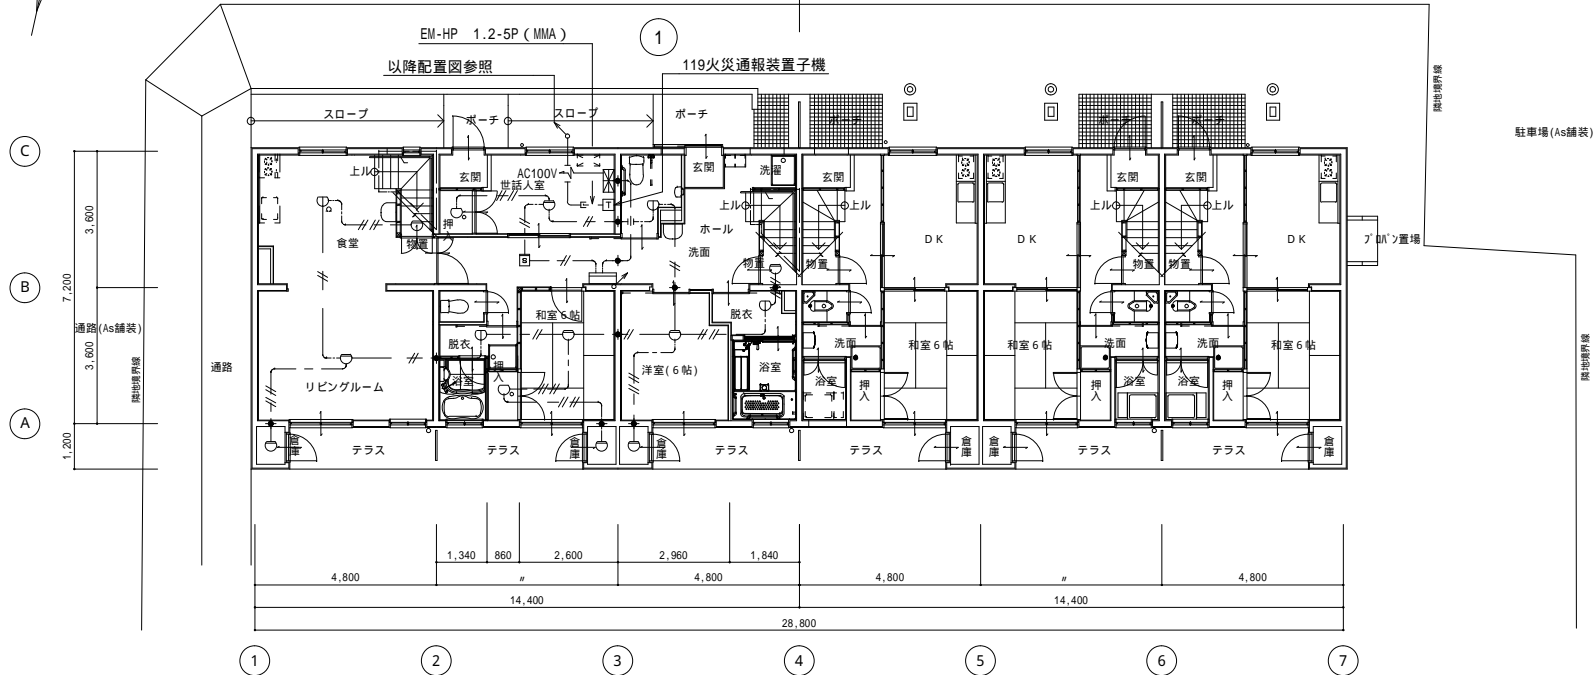 EM-HP 1.2-5P(MMA)
1
以降配置図参照
119火災通報装置子機
隣地境界線
スロープ
ポーチ
スロープ
ポーチ
ポーチ
ポーチ
ポーチ
駐車場(As舗装)
C
上ル
玄関
AC100V
世話人室
玄関
洗濯
玄関
玄関
玄関
T
3,600
押入
上ル
上ル
上ル
上ル
食堂
物置
ホール
洗面
DK
DK
DK
プロパン置場
S
物置
物置
物置
物置
B
7,200
通路(As舗装)
和室6帖
脱衣
3,600
隣地境界線
通路
脱衣
洗面
和室6帖
和室6帖
洗面
洗面
和室6帖
隣地境界線
リビングルーム
浴室
押入
洋室(6帖)
浴室
浴室
押入
押入
浴室
浴室
押入
A
1,200
倉庫
テラス
テラス
倉庫
倉庫
テラス
テラス
倉庫
倉庫
テラス
テラス
倉庫
1,340
860
2,600
2,960
1,840
4,800
〃
4,800
4,800
〃
4,800
14,400
14,400
28,800
1
2
3
4
5
6
7